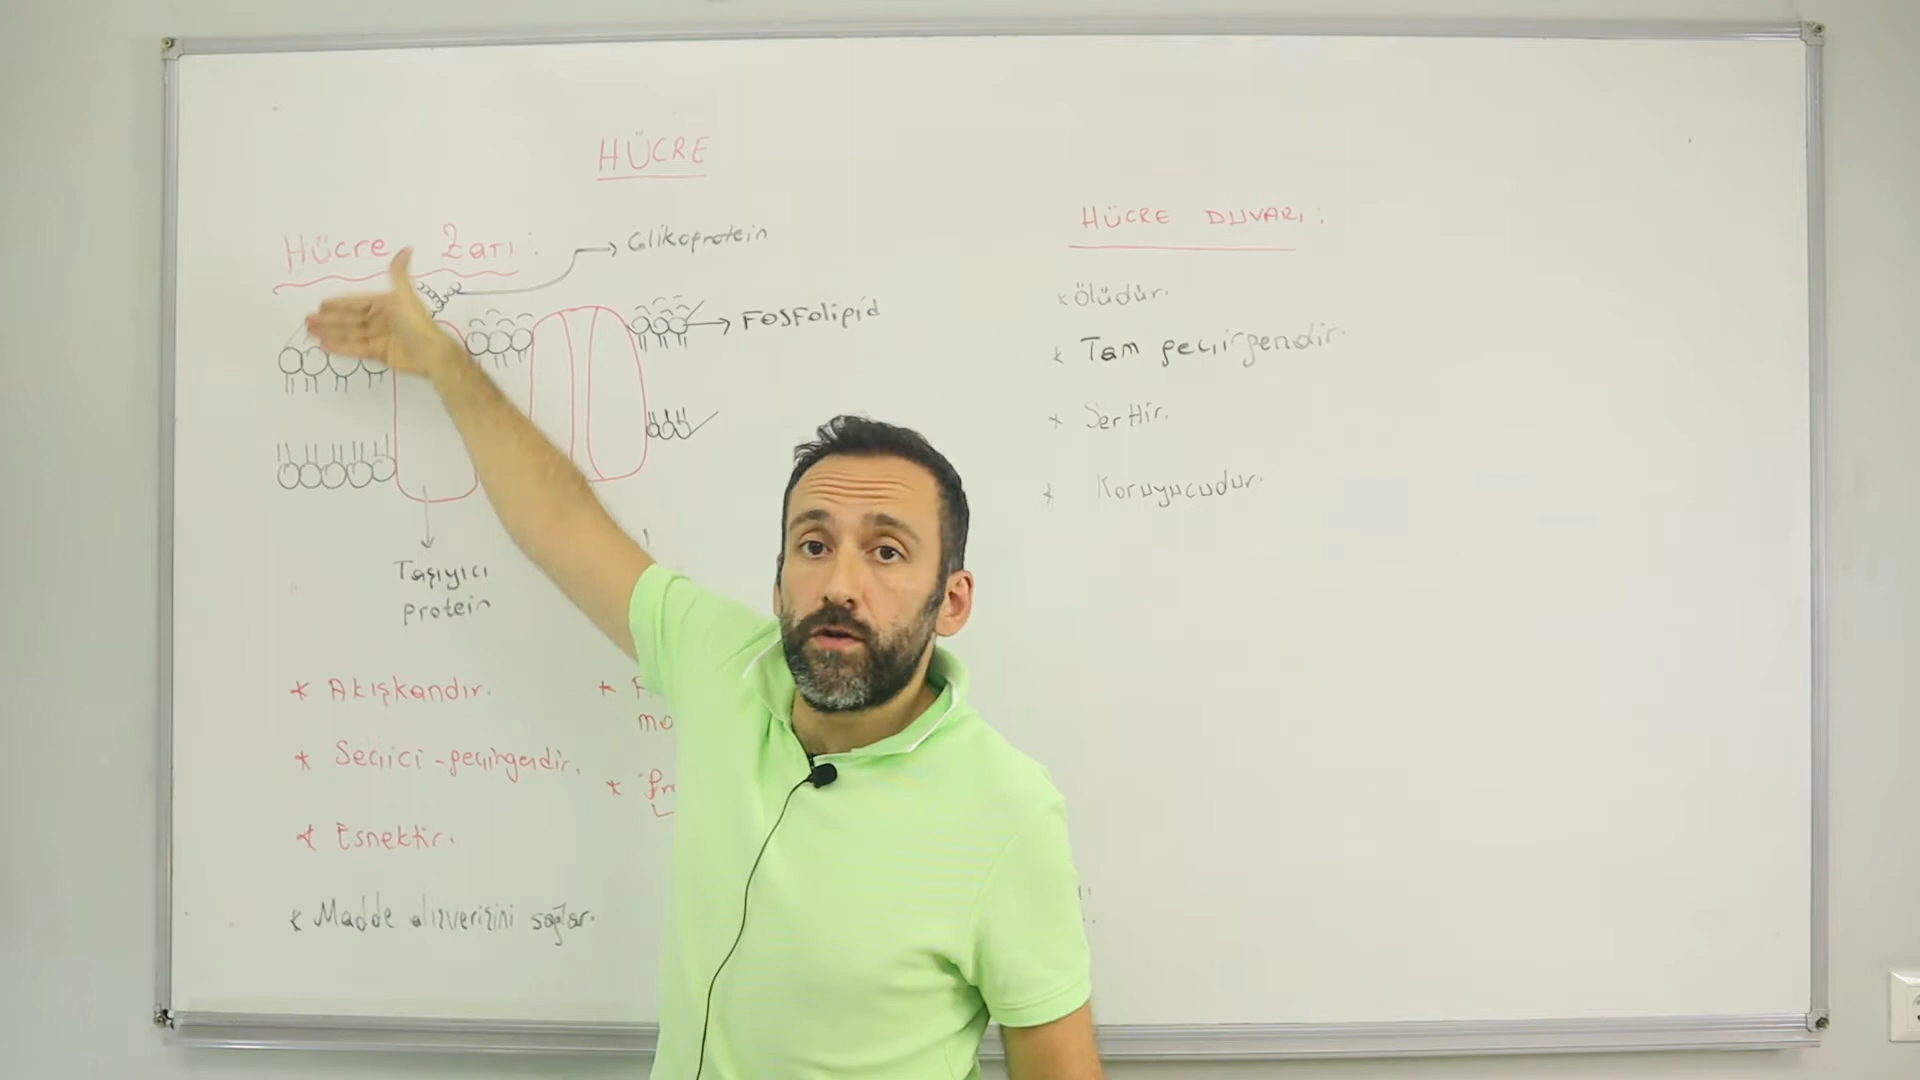 HÜCRE
Hücre Zarı:
Glikoprotein
Fosfolipid
Taşıyıcı
protein
* Akışkandır.
* Seçici-geçirgendir.
* Esnektir.
* Madde alışverişini sağlar.
HÜCRE DUVARI:
* Ölüdür.
* Tam geçirgendir.
* Serttir.
* Koruyucudur.